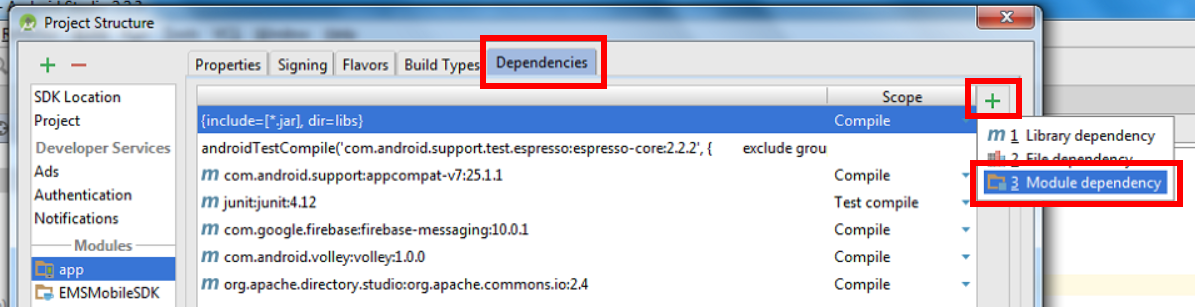 Project Structure
Properties Signing Flavors Build Types Dependencies
SDK Location
Project
Developer Services
Ads
Authentication
Notifications
Modules
app
EMSMobileSDK
Scope
{include=[*.jar], dir=libs} Compile
androidTestCompile('com.android.support.test.espresso:espresso-core:2.2.2', { exclude grou
m com.android.support:appcompat-v7:25.1.1 Compile
m junit:junit:4.12 Test compile
m com.google.firebase:firebase-messaging:10.0.1 Compile
m com.android.volley:volley:1.0.0 Compile
m org.apache.directory.studio:org.apache.commons.io:2.4 Compile
m 1 Library dependency
2 File dependency
3 Module dependency